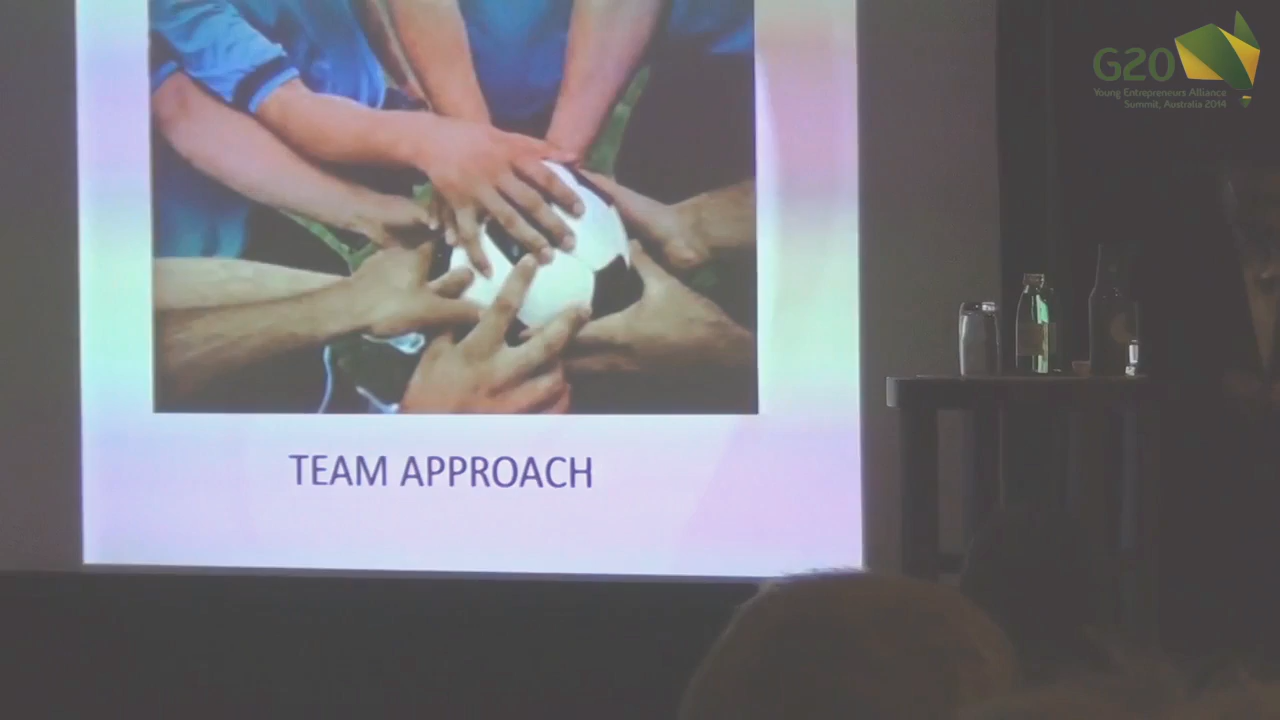 G20
Young Entrepreneurs Alliance
Summit, Australia 2014
TEAM APPROACH